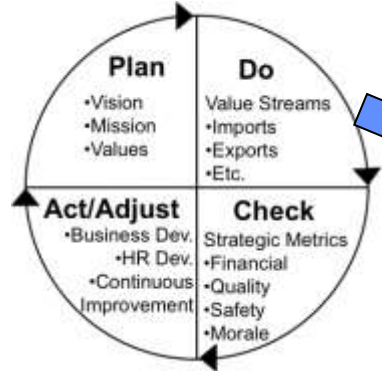 Plan
•Vision
•Mission
•Values
Do
Value Streams
•Imports
•Exports
•Etc.
Act/Adjust
•Business Dev.
•HR Dev.
•Continuous
Improvement
Check
Strategic Metrics
•Financial
•Quality
•Safety
•Morale